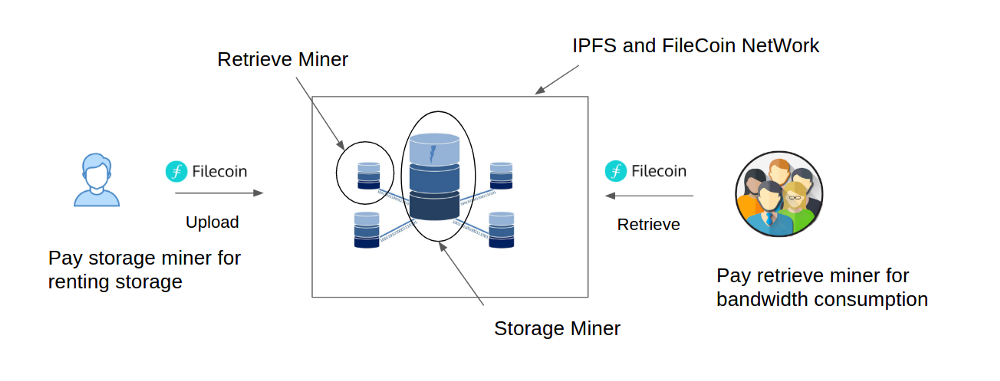 IPFS and FileCoin NetWork
Retrieve Miner
Filecoin
Upload
Pay storage miner for
renting storage
Filecoin
Retrieve
Pay retrieve miner for
bandwidth consumption
Storage Miner